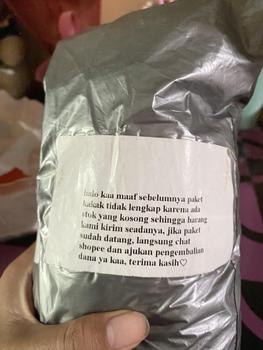 halo kaa maaf sebelumnya paket
kakak tidak lengkap karena ada
stok yang kosong sehingga barang
kami kirim seadanya, jika paket
sudah datang, langsung chat
shopee dan ajukan pengembalian
dana ya kaa, terima kasih♡